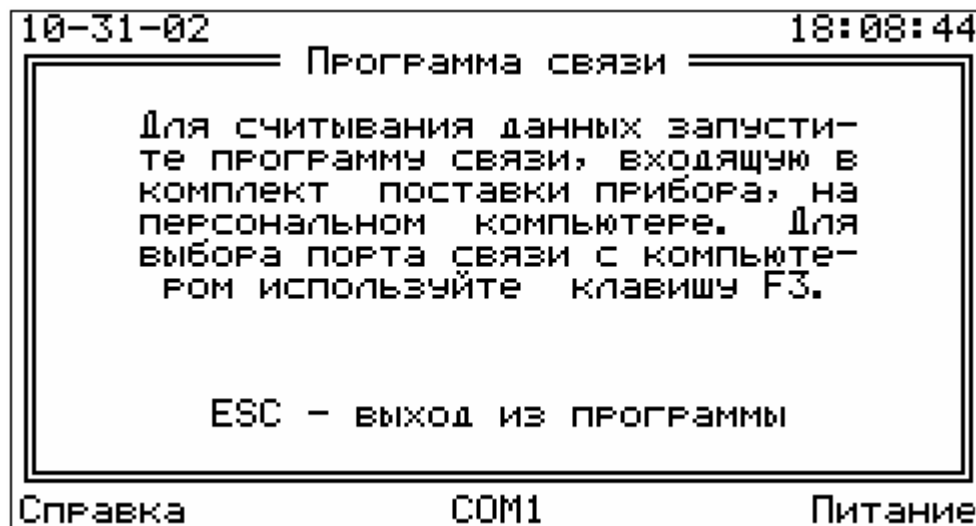 10-31-02 18:08:44
Программа связи
Для считывания данных запусти-
те программу связи, входящую в
комплект поставки прибора, на
персональном компьютере. Для
выбора порта связи с компьюте-
ром используйте клавишу F3.
ESC - выход из программы
Справка COM1 Питание